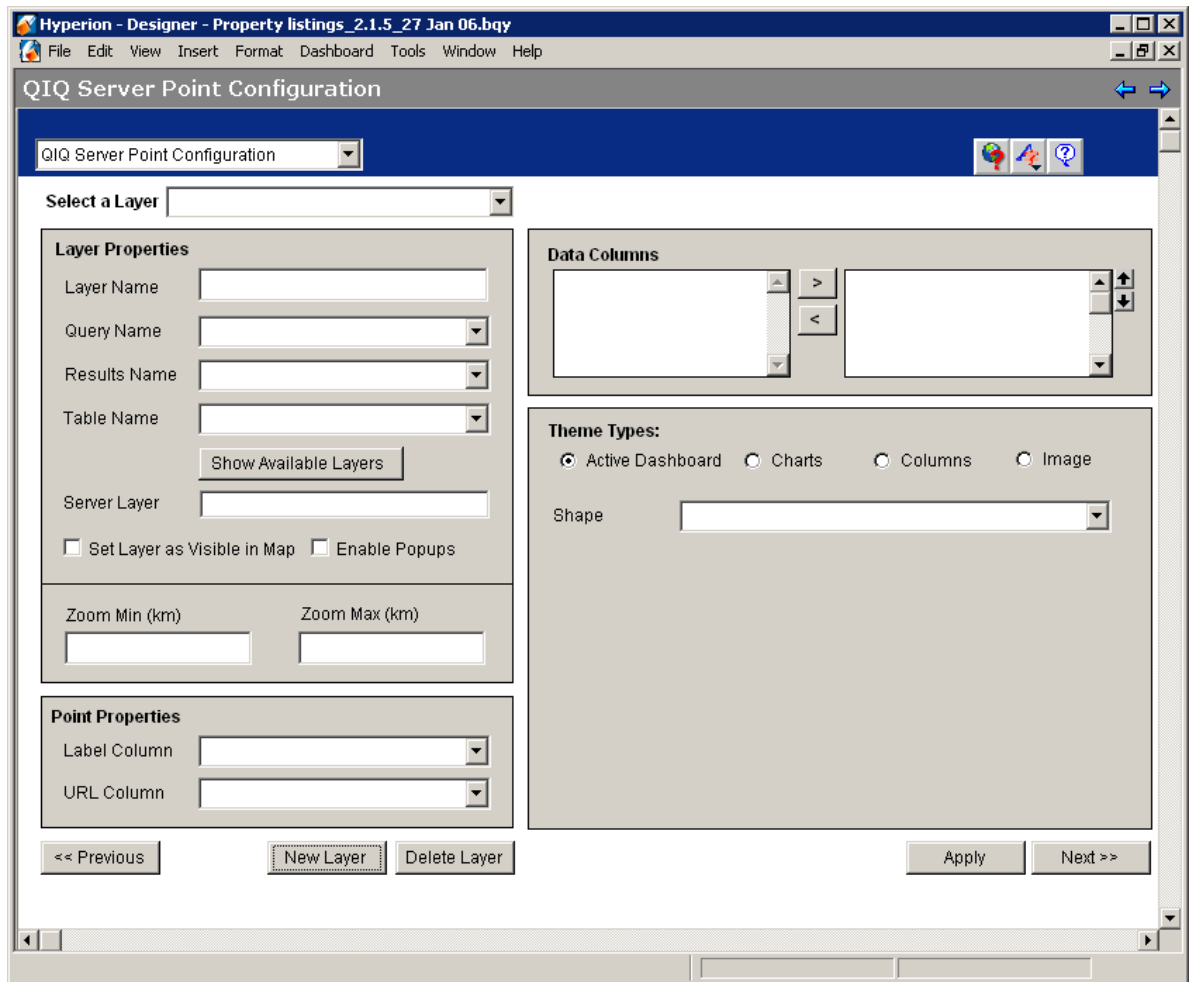 Hyperion - Designer - Property listings_2.1.5_27 Jan 06.bqy
File Edit View Insert Format Dashboard Tools Window Help
QIQ Server Point Configuration
QIQ Server Point Configuration
Select a Layer
Layer Properties
Layer Name
Query Name
Results Name
Table Name
Show Available Layers
Server Layer
Set Layer as Visible in Map Enable Popups
Zoom Min (km) Zoom Max (km)
Point Properties
Label Column
URL Column
Data Columns
>
<
Theme Types:
Active Dashboard Charts Columns Image
Shape
<< Previous New Layer Delete Layer Apply Next >>